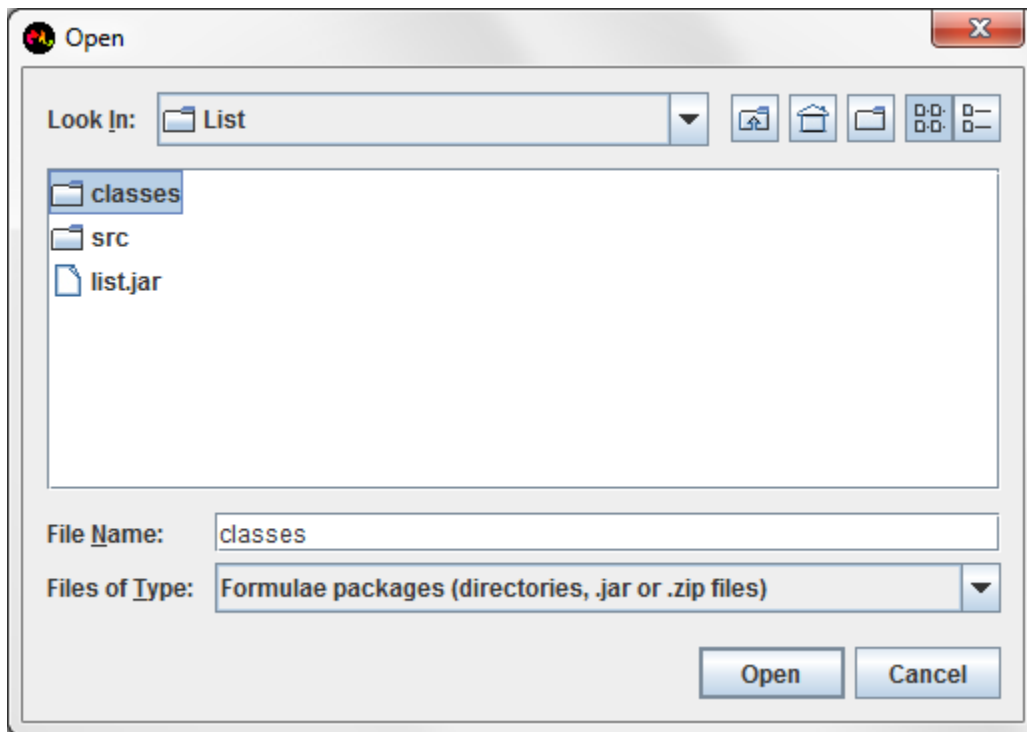 Open
Look In: List
classes
src
list.jar
File Name: classes
Files of Type: Formulae packages (directories, .jar or .zip files)
Open Cancel